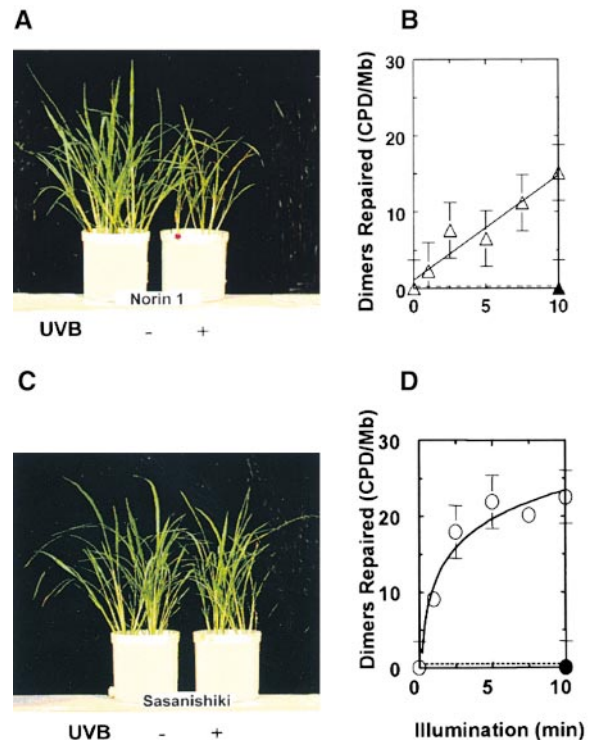 A
Norin 1
UVB - +
B
Dimers Repaired (CPD/Mb)
30
20
10
0
0 5 10
C
Sasanishiki
UVB - +
D
Dimers Repaired (CPD/Mb)
30
20
10
0
0 5 10
Illumination (min)